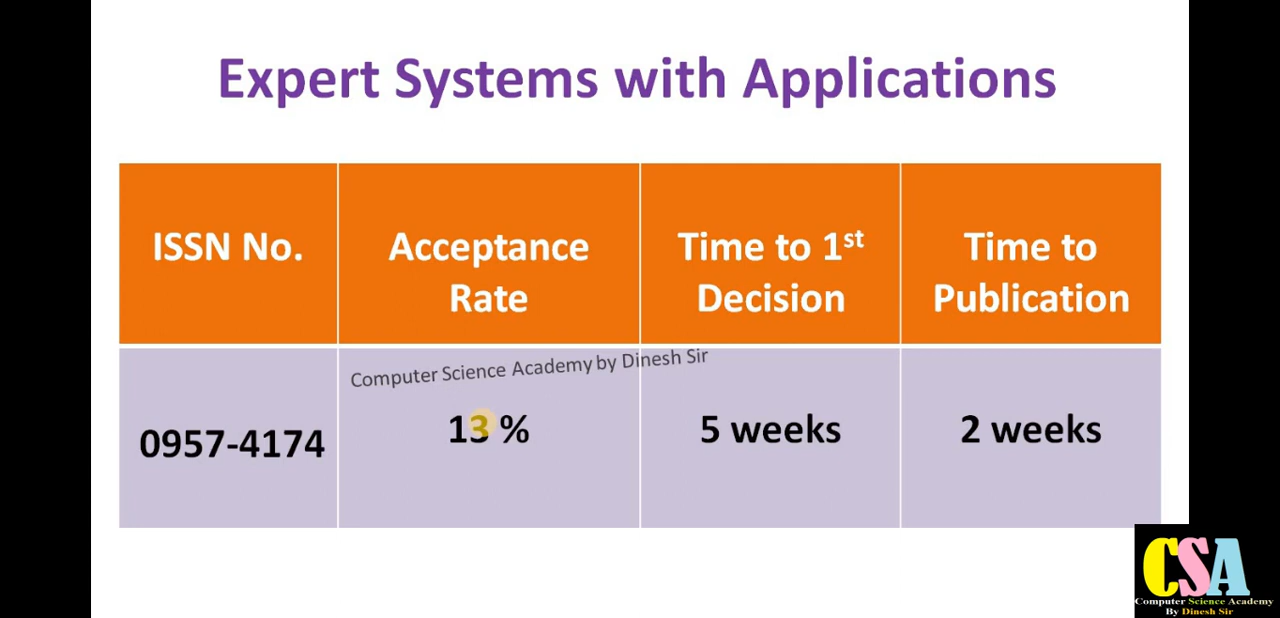 Expert Systems with Applications
ISSN No.
Acceptance
Rate
Time to 1st
Decision
Time to
Publication
Computer Science Academy by Dinesh Sir
0957-4174
13 %
5 weeks
2 weeks
CSA
Computer Science Academy
By Dinesh Sir